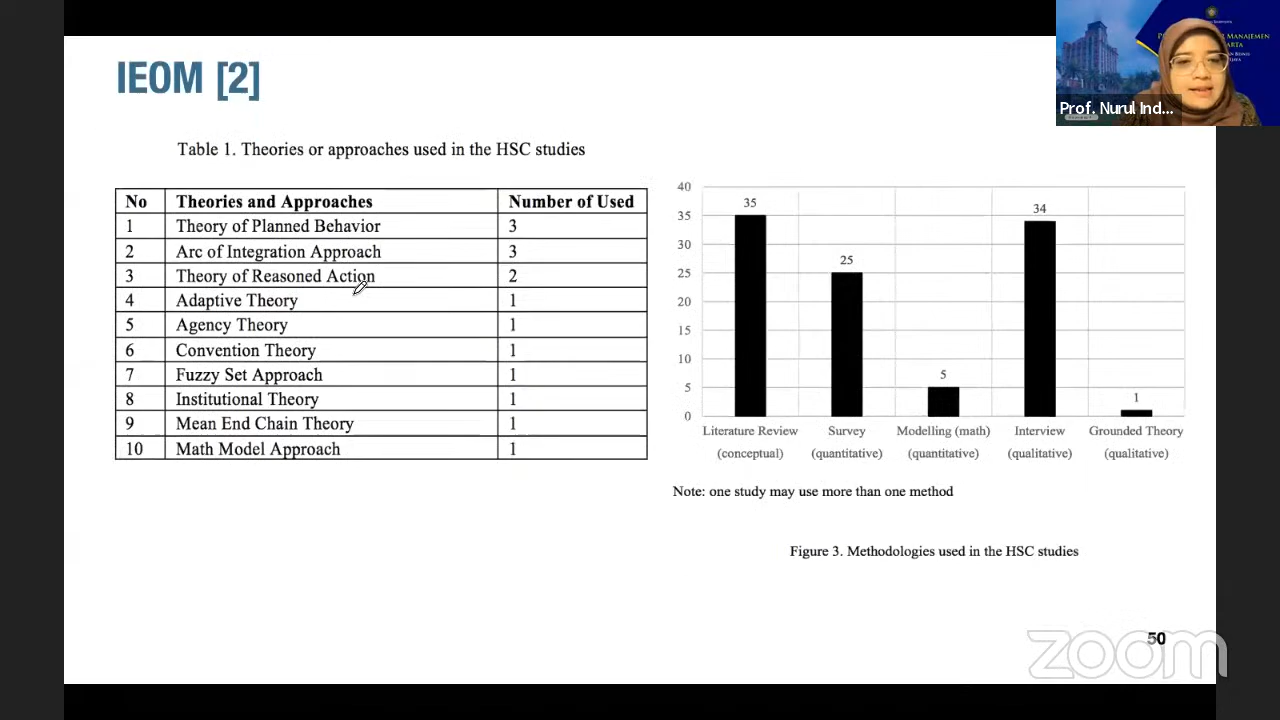 IEOM [2]
Prof. Nurul Ind...
Table 1. Theories or approaches used in the HSC studies
No Theories and Approaches Number of Used
1 Theory of Planned Behavior 3
2 Arc of Integration Approach 3
3 Theory of Reasoned Action 2
4 Adaptive Theory 1
5 Agency Theory 1
6 Convention Theory 1
7 Fuzzy Set Approach 1
8 Institutional Theory 1
9 Mean End Chain Theory 1
10 Math Model Approach 1
40
35
30
25
20
15
10
5
0
35
25
5
34
1
Literature Review Survey Modelling (math) Interview Grounded Theory
(conceptual) (quantitative) (quantitative) (qualitative) (qualitative)
Note: one study may use more than one method
Figure 3. Methodologies used in the HSC studies
50
zoom